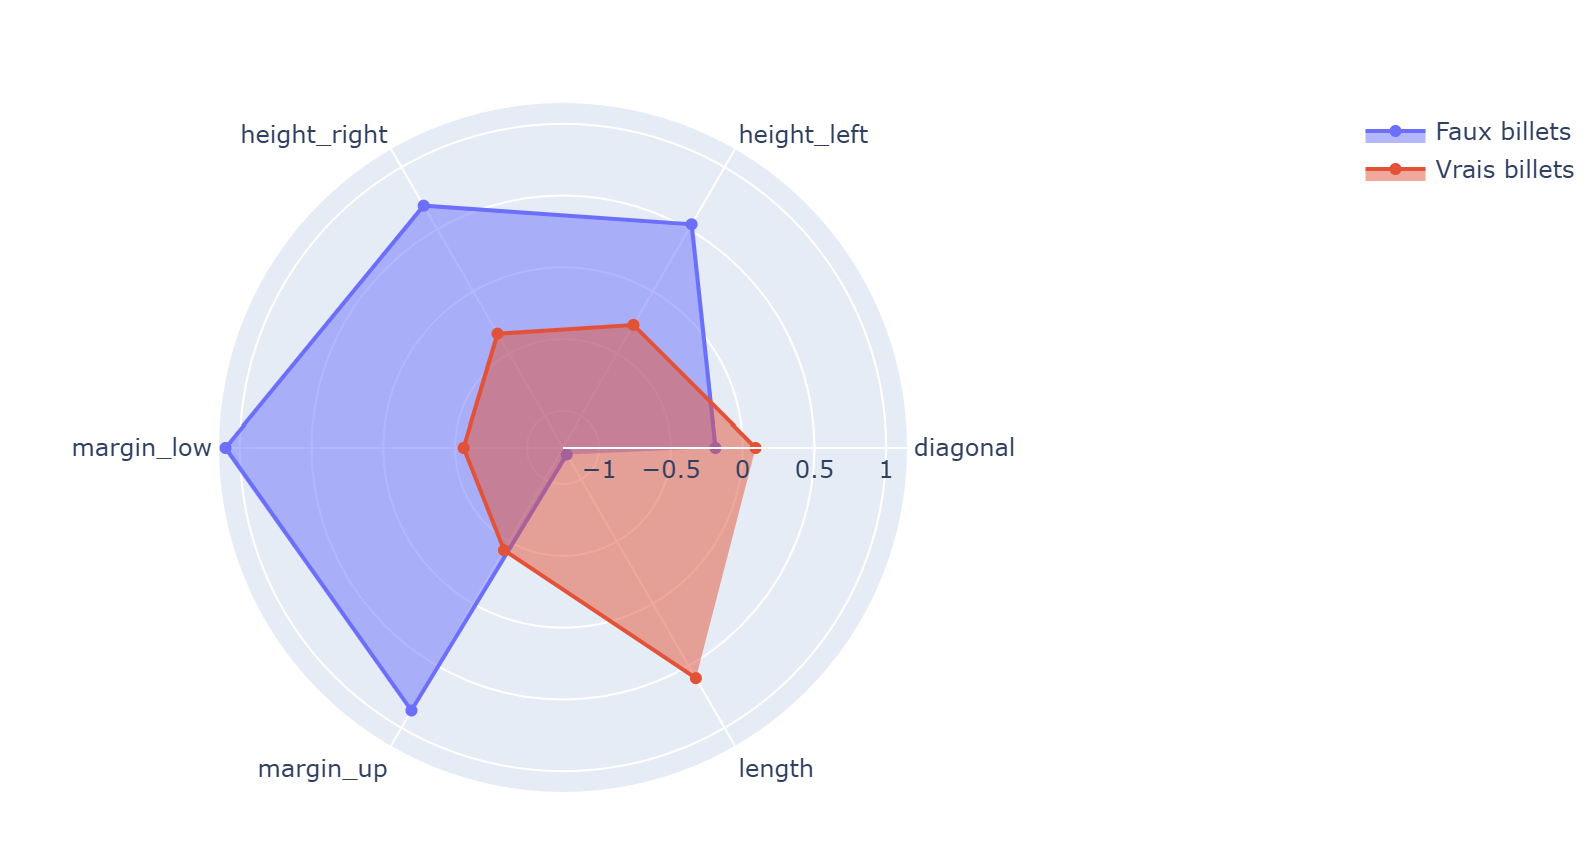 height_right
height_left
Faux billets
Vrais billets
margin_low
diagonal
−1
−0.5
0
0.5
1
margin_up
length